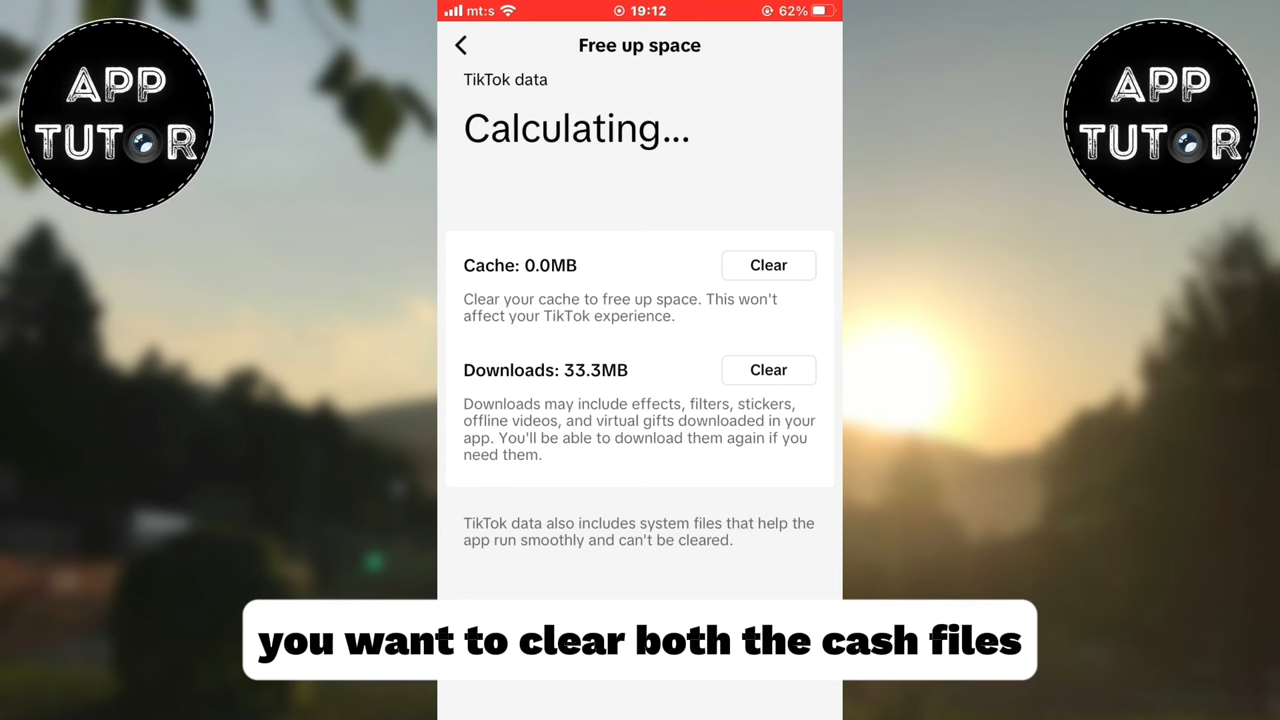 APP
TUTOR
mt:s
19:12
62%
Free up space
TikTok data
Calculating...
Cache: 0.0MB
Clear
Clear your cache to free up space. This won't
affect your TikTok experience.
Downloads: 33.3MB
Clear
Downloads may include effects, filters, stickers,
offline videos, and virtual gifts downloaded in your
app. You'll be able to download them again if you
need them.
TikTok data also includes system files that help the
app run smoothly and can't be cleared.
you want to clear both the cash files
APP
TUTOR